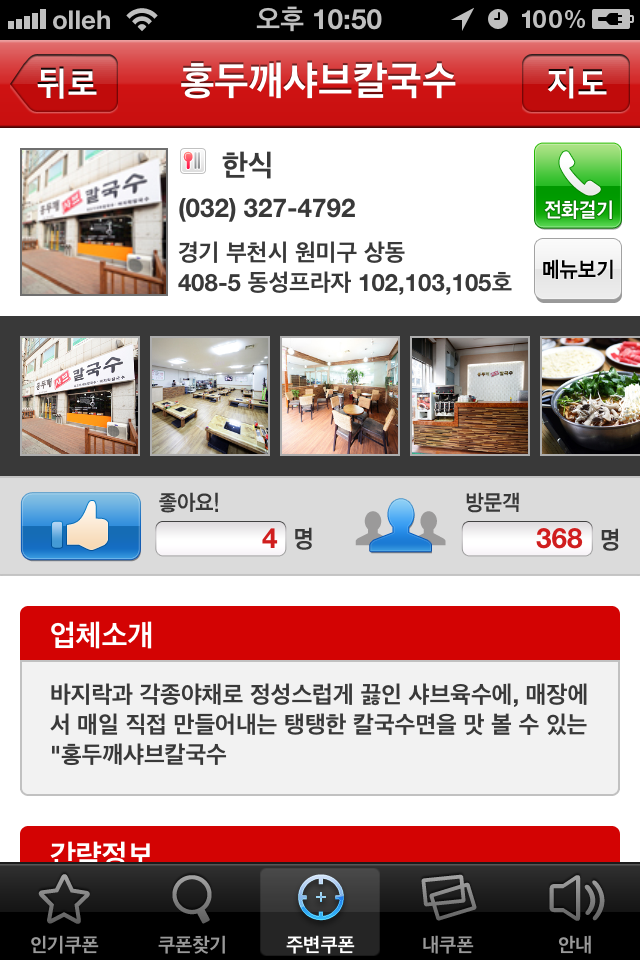 olleh 오후 10:50 100%
뒤로 홍두깨샤브칼국수 지도
한식
(032) 327-4792
경기 부천시 원미구 상동
408-5 동성프라자 102,103,105호
전화걸기
메뉴보기
칼국수
칼국수
좋아요! 4 명
방문객 368 명
업체소개
바지락과 각종야채로 정성스럽게 끓인 샤브육수에, 매장에
서 매일 직접 만들어내는 탱탱한 칼국수면을 맛 볼 수 있는
"홍두깨샤브칼국수
간략정보
인기쿠폰 쿠폰찾기 주변쿠폰 내쿠폰 안내